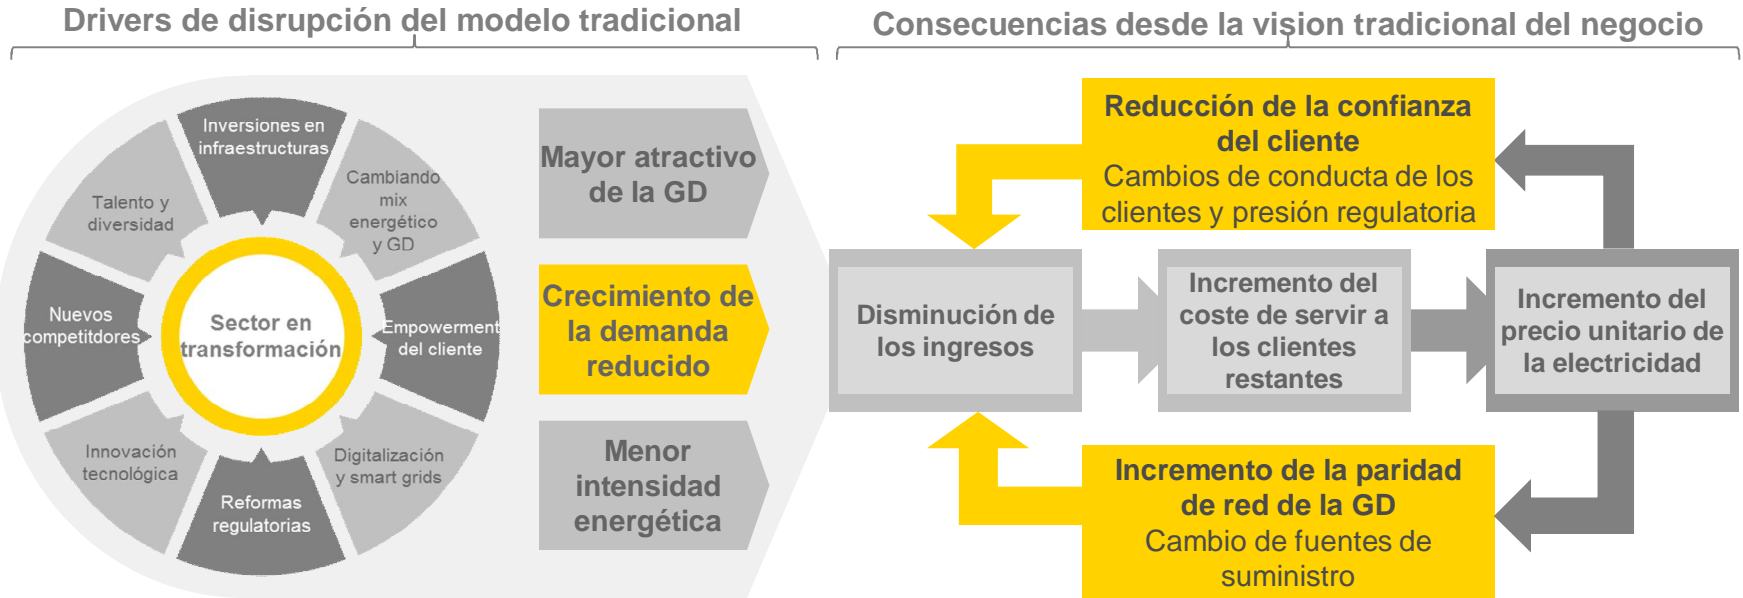 Drivers de disrupción del modelo tradicional
Inversiones en
infraestructuras
Cambiando
mix
energético
y GD
Empowerment
del cliente
Digitalización
y smart grids
Reformas
regulatorias
Innovación
tecnológica
Nuevos
competitdores
Talento y
diversidad
Sector en
transformación
Mayor atractivo
de la GD
Crecimiento de
la demanda
reducido
Menor
intensidad
energética
Consecuencias desde la vision tradicional del negocio
Reducción de la confianza
del cliente
Cambios de conducta de los
clientes y presión regulatoria
Disminución de
los ingresos
Incremento del
coste de servir a
los clientes
restantes
Incremento del
precio unitario de
la electricidad
Incremento de la paridad
de red de la GD
Cambio de fuentes de
suministro